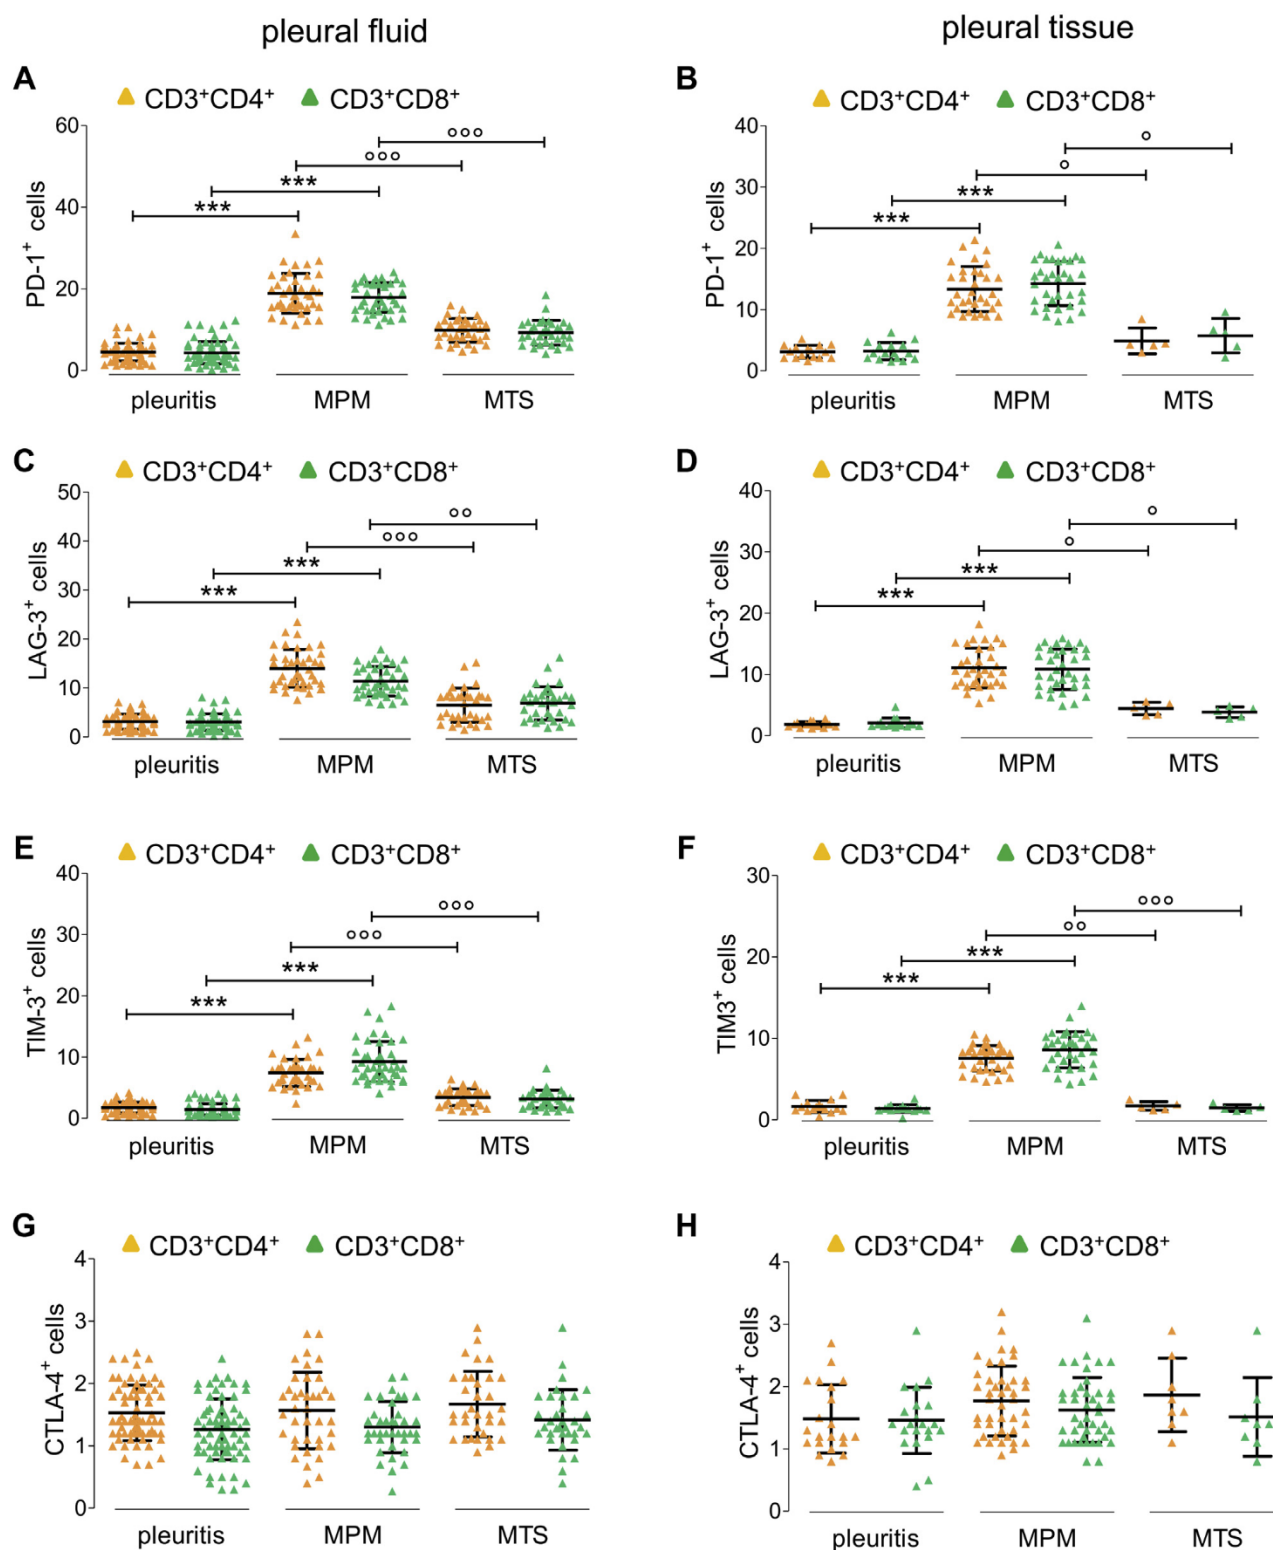 pleural fluid
pleural tissue
A
CD3⁺CD4⁺ CD3⁺CD8⁺
60
40
20
0
PD-1⁺ cells
*** *** °°° °°°
pleuritis MPM MTS
B
CD3⁺CD4⁺ CD3⁺CD8⁺
40
30
20
10
0
PD-1⁺ cells
*** *** ° °
pleuritis MPM MTS
C
CD3⁺CD4⁺ CD3⁺CD8⁺
50
40
30
20
10
0
LAG-3⁺ cells
*** *** °°° °°
pleuritis MPM MTS
D
CD3⁺CD4⁺ CD3⁺CD8⁺
40
30
20
10
0
LAG-3⁺ cells
*** *** ° °
pleuritis MPM MTS
E
CD3⁺CD4⁺ CD3⁺CD8⁺
40
30
20
10
0
TIM-3⁺ cells
*** *** °°° °°°
pleuritis MPM MTS
F
CD3⁺CD4⁺ CD3⁺CD8⁺
30
20
10
0
TIM3⁺ cells
*** *** °° °°°
pleuritis MPM MTS
G
CD3⁺CD4⁺ CD3⁺CD8⁺
4
3
2
1
0
CTLA-4⁺ cells
pleuritis MPM MTS
H
CD3⁺CD4⁺ CD3⁺CD8⁺
4
3
2
1
0
CTLA-4⁺ cells
pleuritis MPM MTS